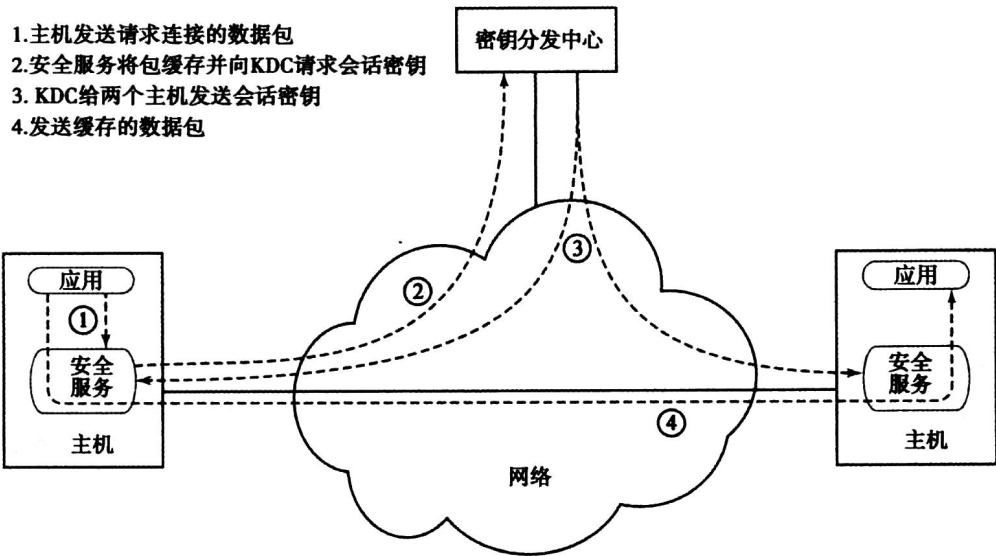 1.主机发送请求连接的数据包
2.安全服务将包缓存并向KDC请求会话密钥
3. KDC给两个主机发送会话密钥
4.发送缓存的数据包
密钥分发中心
③
②
应用
①
安全
服务
主机
应用
安全
服务
主机
④
网络